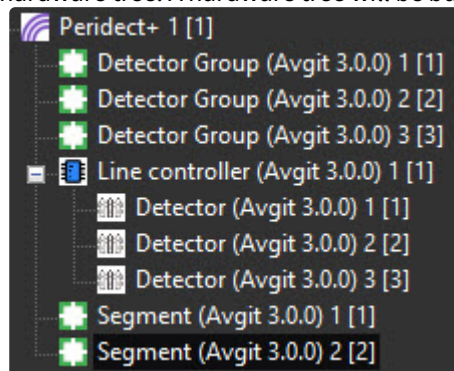 Peridect+ 1 [1]
Detector Group (Avgit 3.0.0) 1 [1]
Detector Group (Avgit 3.0.0) 2 [2]
Detector Group (Avgit 3.0.0) 3 [3]
Line controller (Avgit 3.0.0) 1 [1]
Detector (Avgit 3.0.0) 1 [1]
Detector (Avgit 3.0.0) 2 [2]
Detector (Avgit 3.0.0) 3 [3]
Segment (Avgit 3.0.0) 1 [1]
Segment (Avgit 3.0.0) 2 [2]